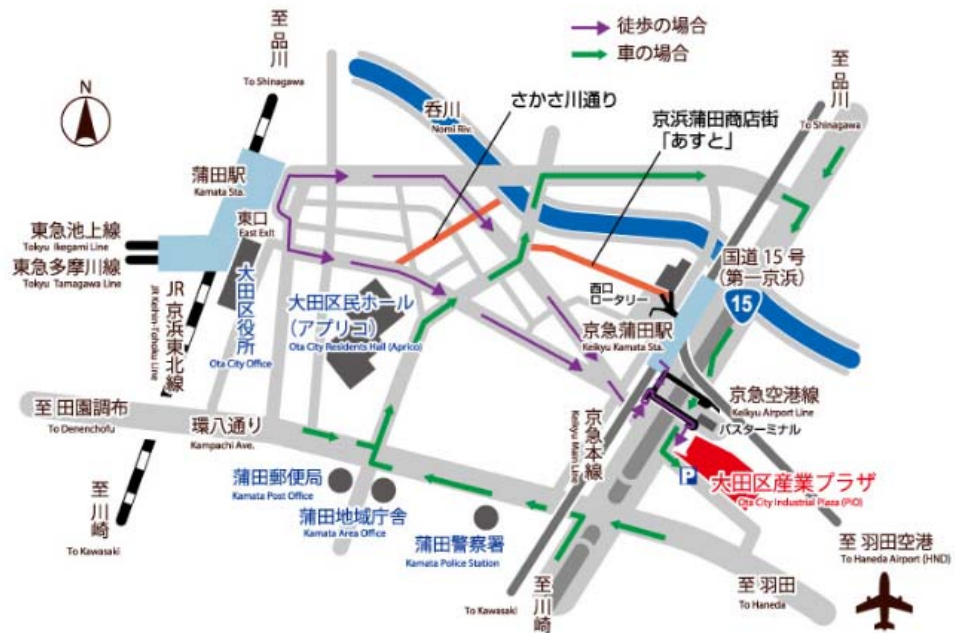 徒歩の場合
車の場合
N
至 品川
To Shinagawa
さかさ川通り
呑川
Nomi Riv.
京浜蒲田商店街
「あすと」
至 品川
To Shinagawa
蒲田駅
Kamata Sta.
東急池上線
Tokyu Ikegami Line
東急多摩川線
Tokyu Tamagawa Line
東口
East Exit
国道 15 号
(第一京浜)
15
西口
ロータリー
大田区役所
Ota City Office
大田区民ホール
(アプリコ)
Ota City Residents Hall (Aprico)
京急蒲田駅
Keikyu Kamata Sta.
JR 京浜東北線
JR Keihin-Tohoku Line
京急空港線
Keikyu Airport Line
バスターミナル
至 田園調布
To Denenchofu
環八通り
Kampachi Ave.
京急本線
Keikyu Main Line
P
大田区産業プラザ
Ota City Industrial Plaza (PiO)
蒲田郵便局
Kamata Post Office
蒲田地域庁舎
Kamata Area Office
蒲田警察署
Kamata Police Station
至 川崎
To Kawasaki
至 羽田空港
To Haneda Airport (HND)
至 川崎
To Kawasaki
至 羽田
To Haneda